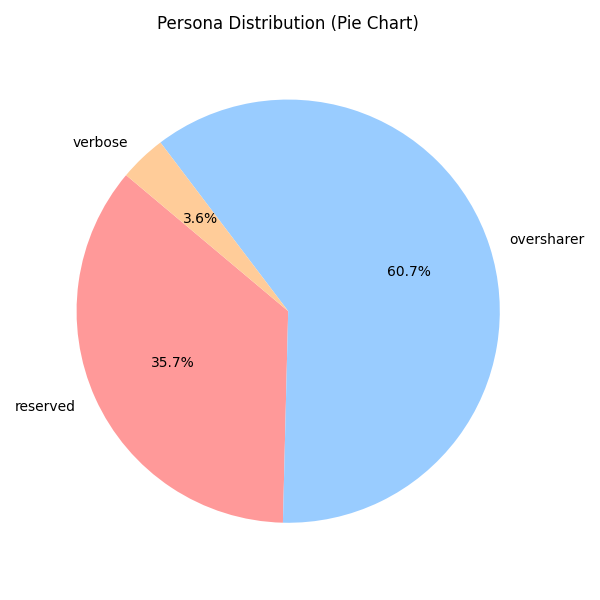 Persona Distribution (Pie Chart)
verbose
3.6%
oversharer
60.7%
35.7%
reserved